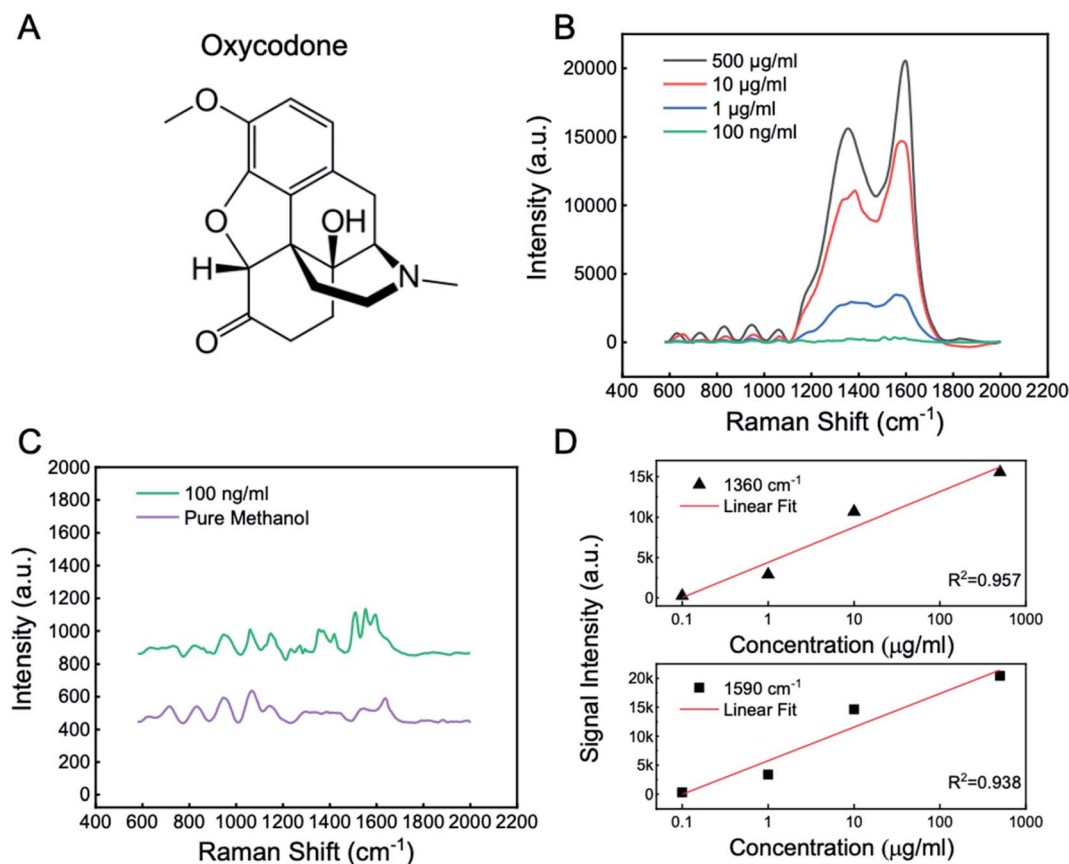 A
Oxycodone
O
O
OH
H
N
O
B
500 µg/ml
10 µg/ml
1 µg/ml
100 ng/ml
20000
15000
10000
5000
0
Intensity (a.u.)
400 600 800 1000 1200 1400 1600 1800 2000 2200
Raman Shift (cm⁻¹)
C
100 ng/ml
Pure Methanol
2000
1800
1600
1400
1200
1000
800
600
400
200
0
Intensity (a.u.)
400 600 800 1000 1200 1400 1600 1800 2000 2200
Raman Shift (cm⁻¹)
D
Signal Intensity (a.u.)
15k
10k
5k
0
1360 cm⁻¹
Linear Fit
R²=0.957
0.1 1 10 100 1000
Concentration (µg/ml)
20k
15k
10k
5k
0
1590 cm⁻¹
Linear Fit
R²=0.938
0.1 1 10 100 1000
Concentration (µg/ml)